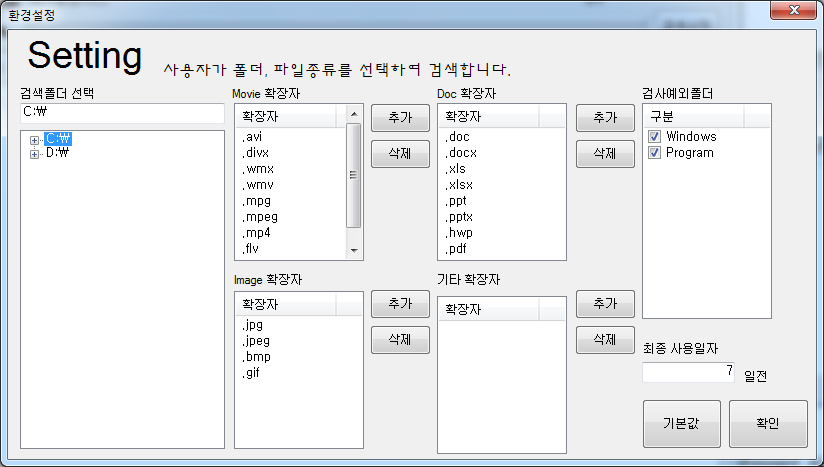 환경설정
Setting
사용자가 폴더, 파일종류를 선택하여 검색합니다.
검색폴더 선택
C:₩
C:₩
D:₩
Movie 확장자
확장자
.avi
.divx
.wmx
.wmv
.mpg
.mpeg
.mp4
.flv
추가
삭제
Doc 확장자
확장자
.doc
.docx
.xls
.xlsx
.ppt
.pptx
.hwp
.pdf
추가
삭제
검사예외폴더
구분
Windows
Program
Image 확장자
확장자
.jpg
.jpeg
.bmp
.gif
추가
삭제
기타 확장자
확장자
추가
삭제
최종 사용일자
7 일전
기본값
확인